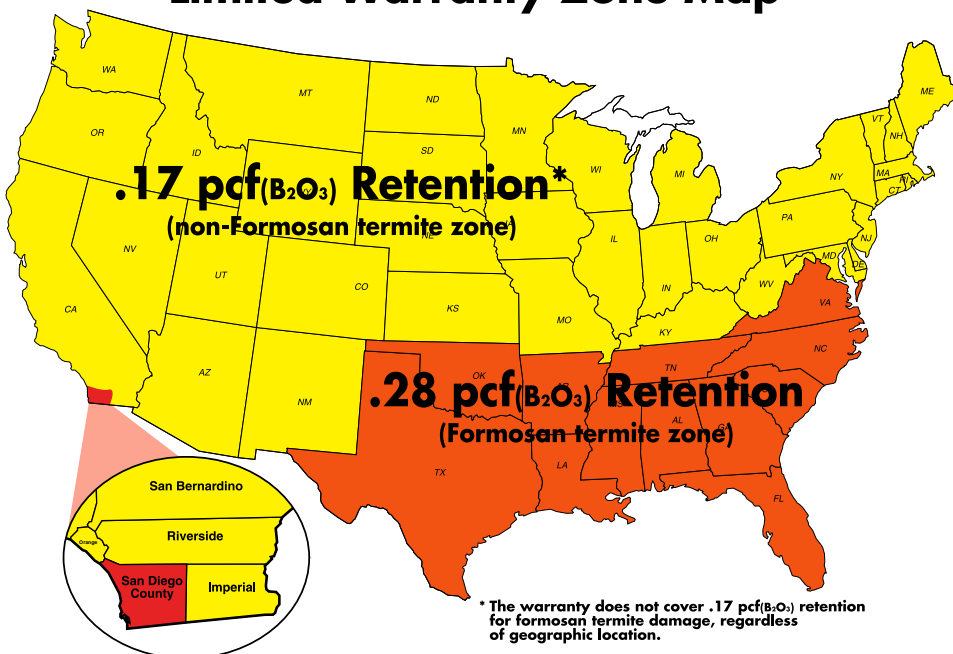 Limited Warranty Zone Map
WA
MT
ND
MN
ME
OR
ID
SD
WI
MI
VT
NH
NY
MA
RI
CT
.17 pcf(B₂O₃) Retention*
(non-Formosan termite zone)
NE
NV
UT
CO
CA
IL
IN
OH
PA
NJ
MD
DE
WV
KS
MO
KY
VA
AZ
NM
OK
TN
NC
.28 pcf(B₂O₃) Retention
(Formosan termite zone)
AL
TX
LA
FL
San Bernardino
Orange
Riverside
San Diego
County
Imperial
* The warranty does not cover .17 pcf(B₂O₃) retention
for formosan termite damage, regardless
of geographic location.